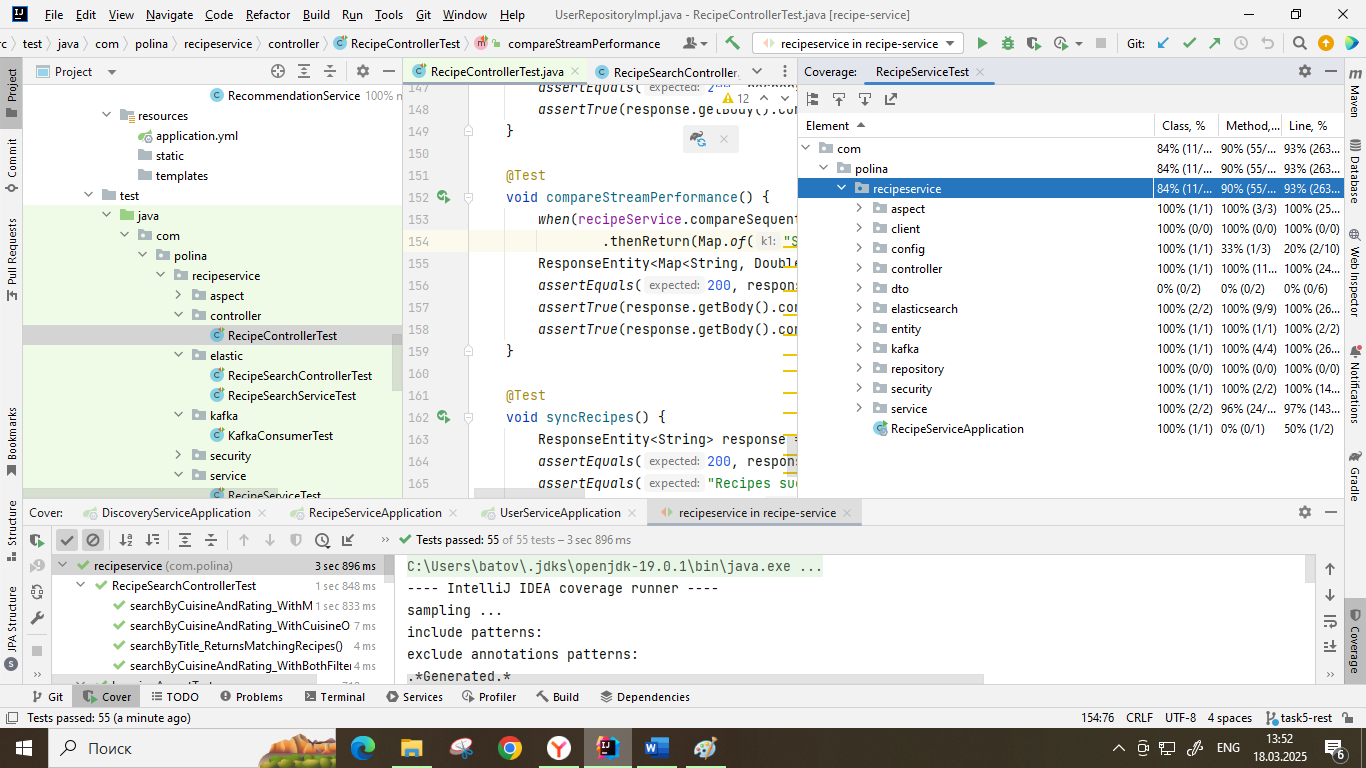 File Edit View Navigate Code Refactor Build Run Tools Git Window Help UserRepositoryImpl.java - RecipeControllerTest.java [recipe-service]
test java com polina recipeservice controller RecipeControllerTest compareStreamPerformance recipeservice in recipe-service Git:
Project
RecipeControllerTest.java RecipeSearchController.
Coverage: RecipeServiceTest
RecommendationService 100%
resources
application.yml
static
templates
test
java
com
polina
recipeservice
aspect
controller
RecipeControllerTest
elastic
RecipeSearchControllerTest
RecipeSearchServiceTest
kafka
KafkaConsumerTest
security
service
RecipeServiceTest
12
147 assertEquals( expected:
148 assertTrue(response.getBody().con
149 }
150
151 @Test
152 void compareStreamPerformance() {
153 when(recipeService.compareSequent
154 .thenReturn(Map.of( k1: "S
155 ResponseEntity<Map<String, Double
156 assertEquals( expected: 200, respons
157 assertTrue(response.getBody().con
158 assertTrue(response.getBody().con
159 }
160
161 @Test
162 void syncRecipes() {
163 ResponseEntity<String> response =
164 assertEquals( expected: 200, respons
165 assertEquals( expected: "Recipes suc
Element Class, % Method,... Line, %
com 84% (11/... 90% (55/... 93% (263...
polina 84% (11/... 90% (55/... 93% (263...
recipeservice 84% (11/... 90% (55/... 93% (263...
aspect 100% (1/1) 100% (3/3) 100% (25...
client 100% (0/0) 100% (0/0) 100% (0/0)
config 100% (1/1) 33% (1/3) 20% (2/10)
controller 100% (1/1) 100% (11... 100% (24...
dto 0% (0/2) 0% (0/2) 0% (0/6)
elasticsearch 100% (2/2) 100% (9/9) 100% (26...
entity 100% (1/1) 100% (1/1) 100% (2/2)
kafka 100% (1/1) 100% (4/4) 100% (26...
repository 100% (0/0) 100% (0/0) 100% (0/0)
security 100% (1/1) 100% (2/2) 100% (14...
service 100% (2/2) 96% (24/... 97% (143...
RecipeServiceApplication 100% (1/1) 0% (0/1) 50% (1/2)
Project
Commit
Pull Requests
Bookmarks
Structure
JPA Structure
Maven
Database
Web Inspector
Notifications
Gradle
Coverage
Cover: DiscoveryServiceApplication RecipeServiceApplication UserServiceApplication recipeservice in recipe-service
Tests passed: 55 of 55 tests – 3 sec 896 ms
recipeservice (com.polina) 3 sec 896 ms
RecipeSearchControllerTest 1 sec 848 ms
searchByCuisineAndRating_WithM 1 sec 833 ms
searchByCuisineAndRating_WithCuisineO 7 ms
searchByTitle_ReturnsMatchingRecipes() 4 ms
searchByCuisineAndRating_WithBothFilter 4 ms
C:\Users\batov\.jdks\openjdk-19.0.1\bin\java.exe ...
---- IntelliJ IDEA coverage runner ----
sampling ...
include patterns:
exclude annotations patterns:
.*Generated.*
Git Cover TODO Problems Terminal Services Profiler Build Dependencies
Tests passed: 55 (a minute ago) 154:76 CRLF UTF-8 4 spaces task5-rest
Поиск ENG 13:52
18.03.2025 6